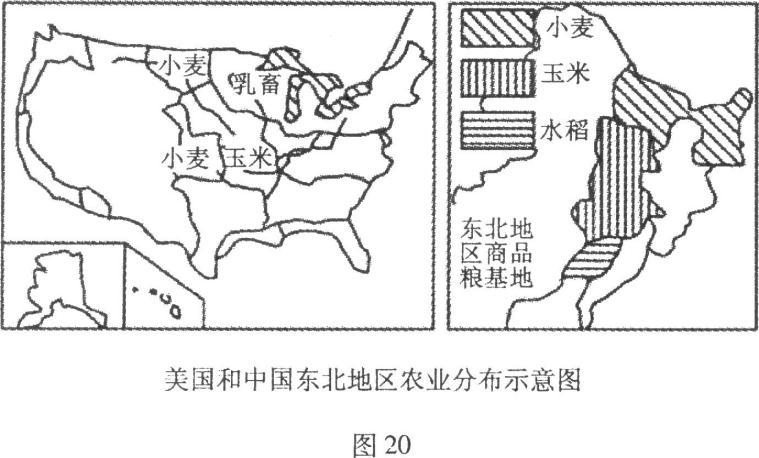 小麦
乳畜
小麦
玉米
小麦
玉米
水稻
东北地
区商品
粮基地
美国和中国东北地区农业分布示意图
图 20